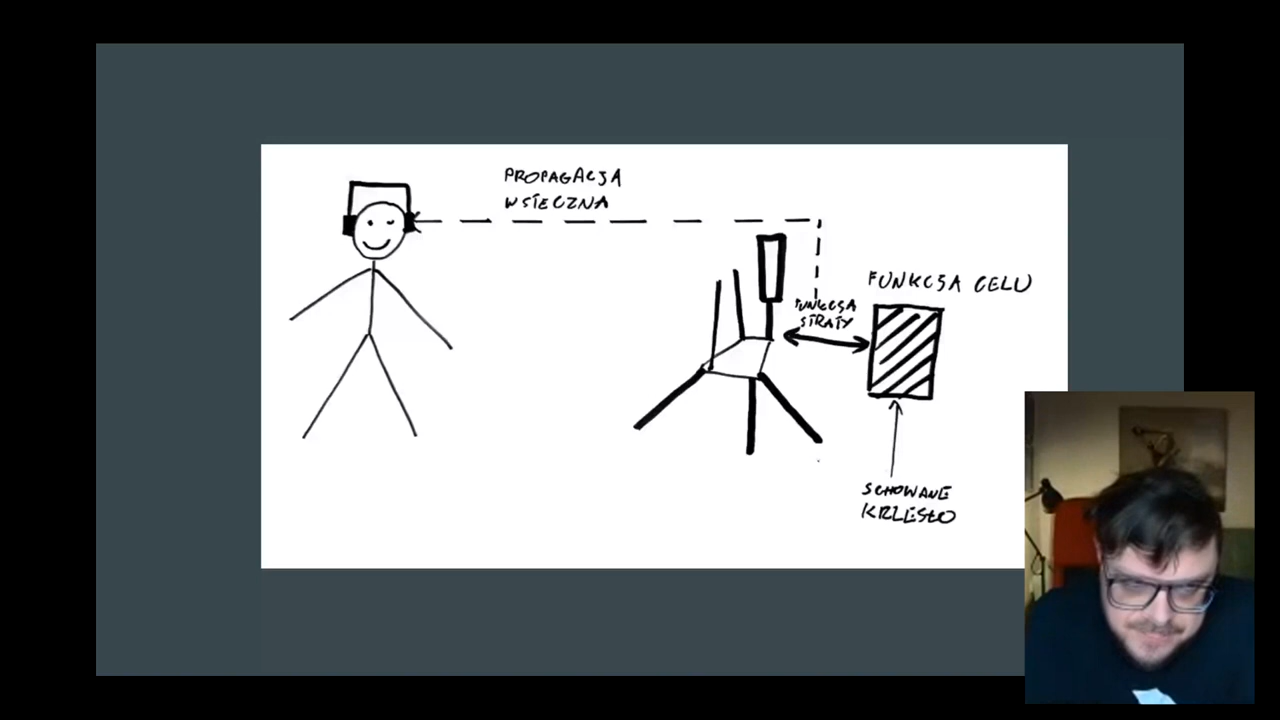 PROPAGACJA
WSTECZNA
FUNKCJA CELU
FUNKCJA
STRATY
SCHOWANE
KRZESŁO